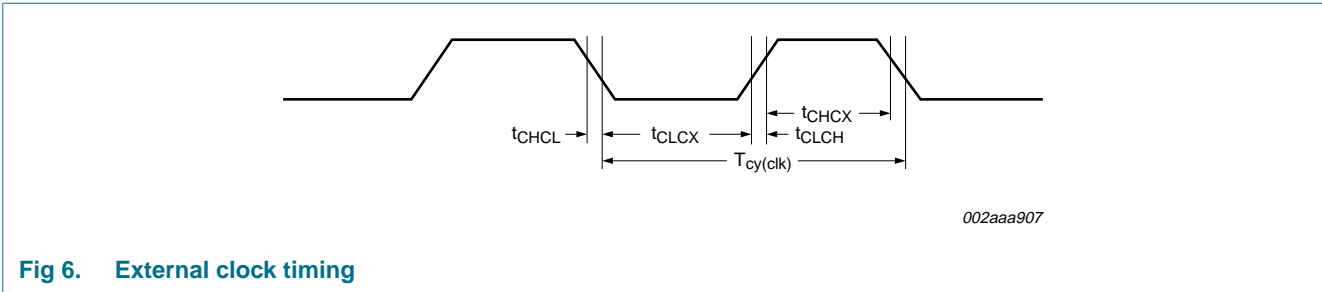 tCHCX
tCHCL tCLCX tCLCH
Tcy(clk)
002aaa907
Fig 6. External clock timing